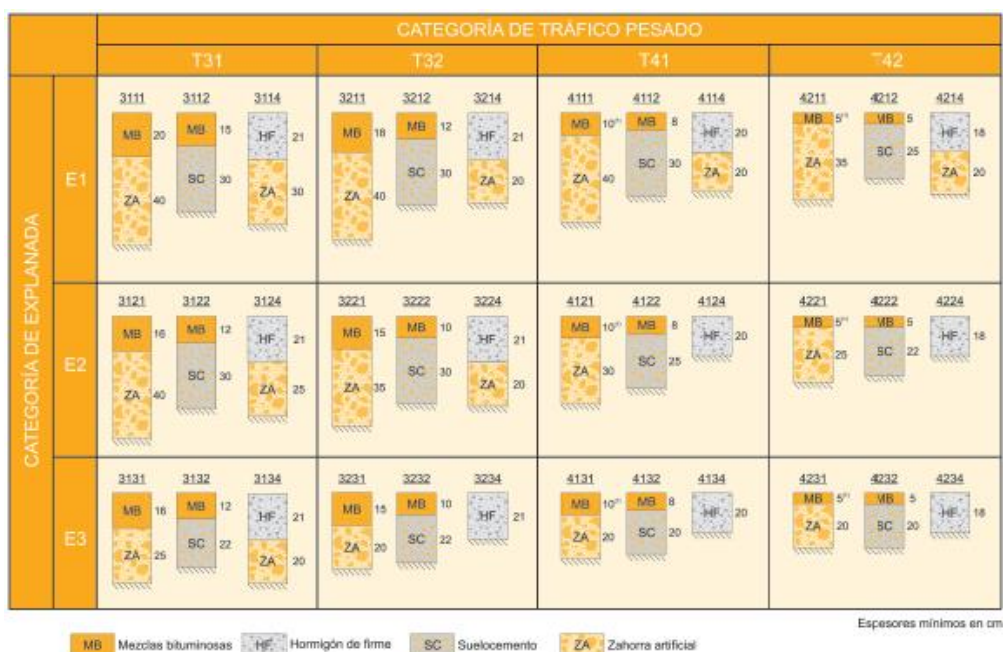 CATEGORÍA DE TRÁFICO PESADO
T31 T32 T41 T42
CATEGORÍA DE EXPLANADA
E1
3111 3112 3114 3211 3212 3214 4111 4112 4114 4211 4212 4214
MB 20 MB 15 HF 21 MB 18 MB 12 HF 21 MB 10⁽¹⁾ MB 8 HF 20 MB 5⁽¹⁾ MB 5 HF 18
ZA 40 SC 30 ZA 30 ZA 40 SC 30 ZA 20 ZA 40 SC 30 ZA 20 ZA 35 SC 25 ZA 20
E2
3121 3122 3124 3221 3222 3224 4121 4122 4124 4221 4222 4224
MB 16 MB 12 HF 21 MB 15 MB 10 HF 21 MB 10⁽¹⁾ MB 8 HF 20 MB 5⁽¹⁾ MB 5 HF 18
ZA 40 SC 30 ZA 25 ZA 35 SC 30 ZA 20 ZA 30 SC 25 ZA 25 SC 22
E3
3131 3132 3134 3231 3232 3234 4131 4132 4134 4231 4232 4234
MB 16 MB 12 HF 21 MB 15 MB 10 HF 21 MB 10⁽¹⁾ MB 8 HF 20 MB 5⁽¹⁾ MB 5 HF 18
ZA 25 SC 22 ZA 20 ZA 20 SC 22 ZA 20 SC 20 ZA 20 SC 20
Espesores mínimos en cm
MB Mezclas bituminosas HF Hormigón de firme SC Suelocemento ZA Zahorra artificial